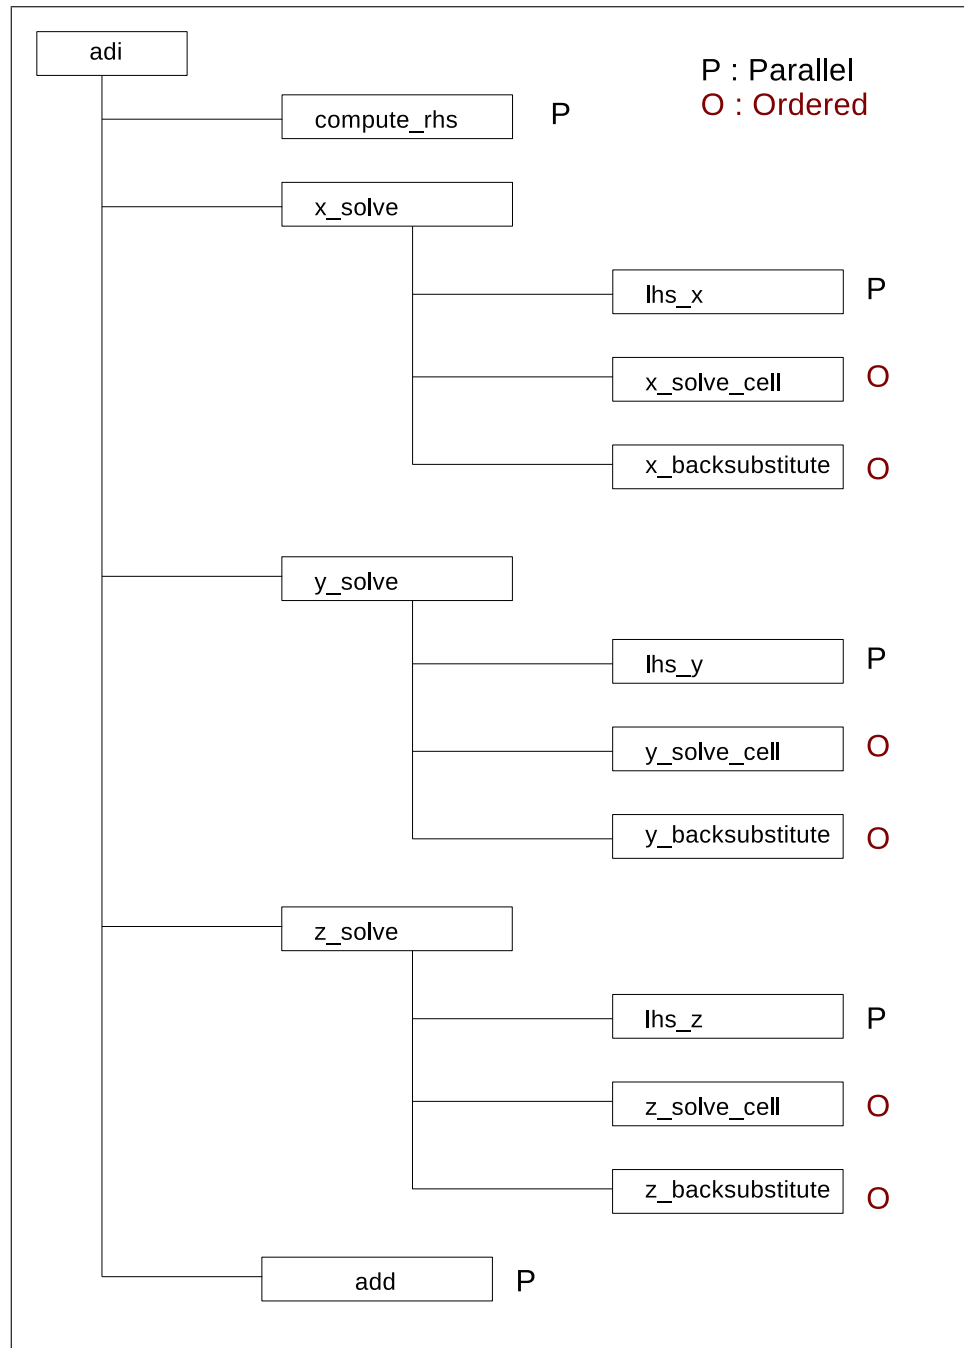 adi
P : Parallel
O : Ordered
compute_rhs P
x_solve
lhs_x P
x_solve_cell O
x_backsubstitute O
y_solve
lhs_y P
y_solve_cell O
y_backsubstitute O
z_solve
lhs_z P
z_solve_cell O
z_backsubstitute O
add P